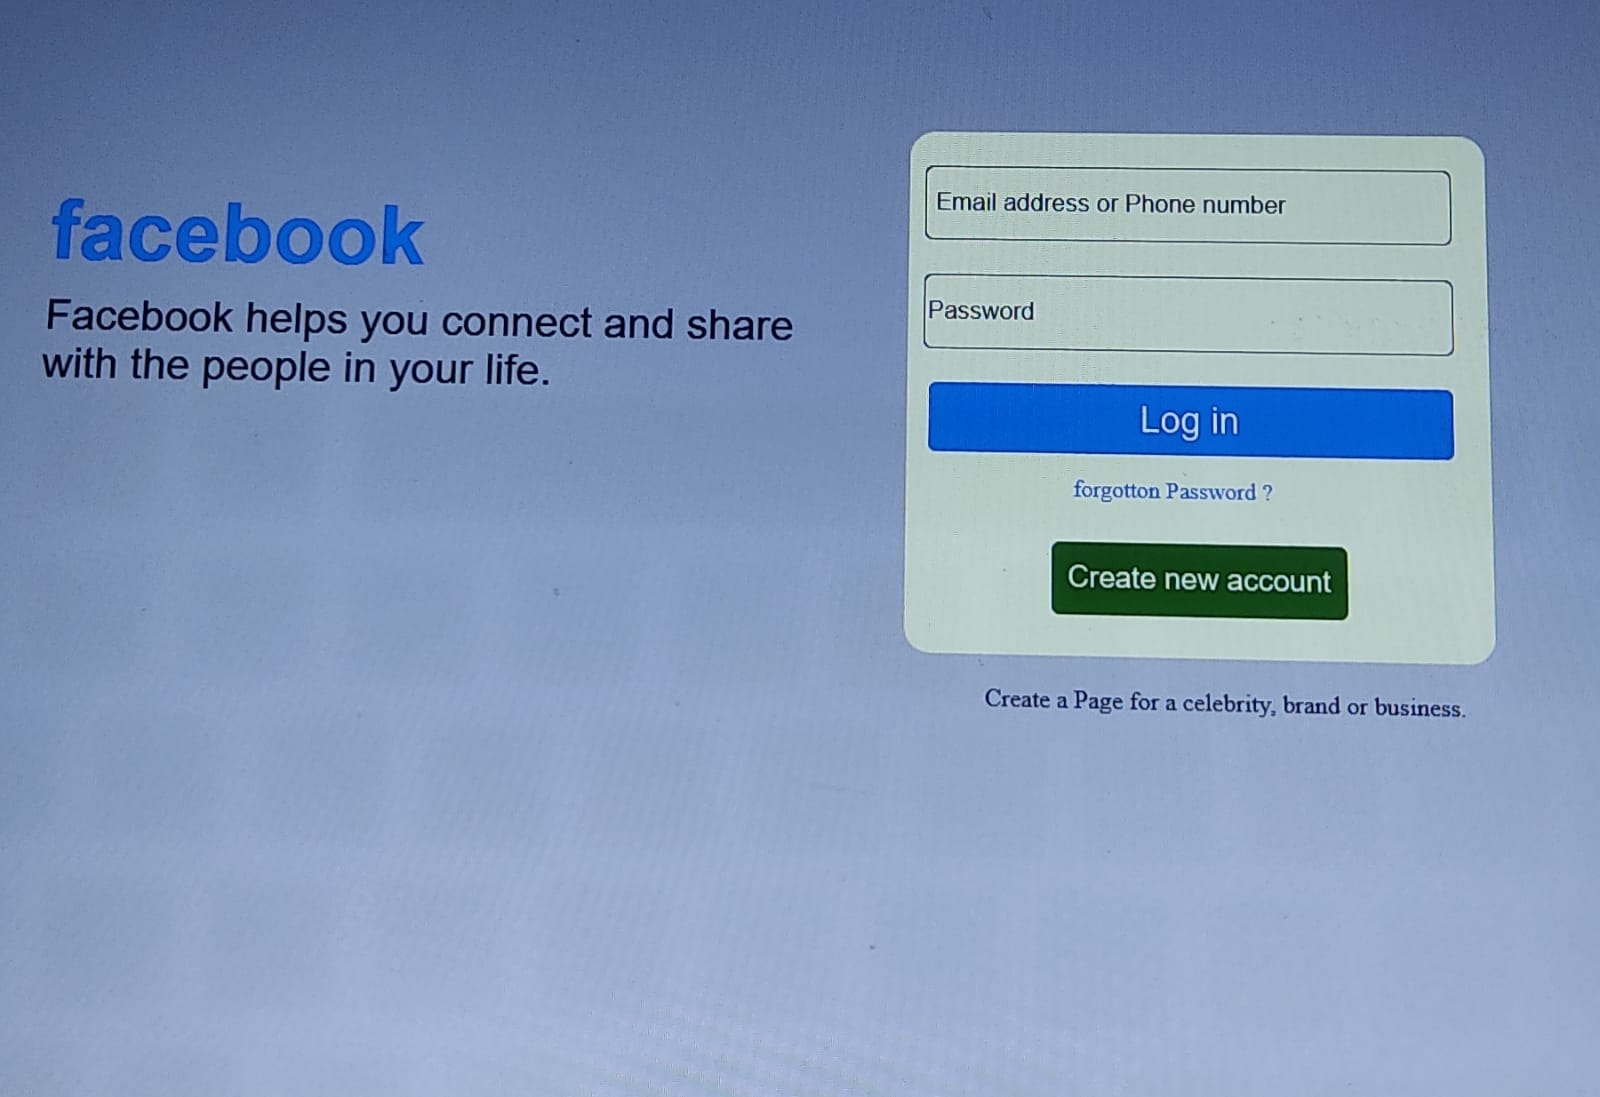 facebook
Facebook helps you connect and share
with the people in your life.
Email address or Phone number
Password
Log in
forgotton Password ?
Create new account
Create a Page for a celebrity, brand or business.